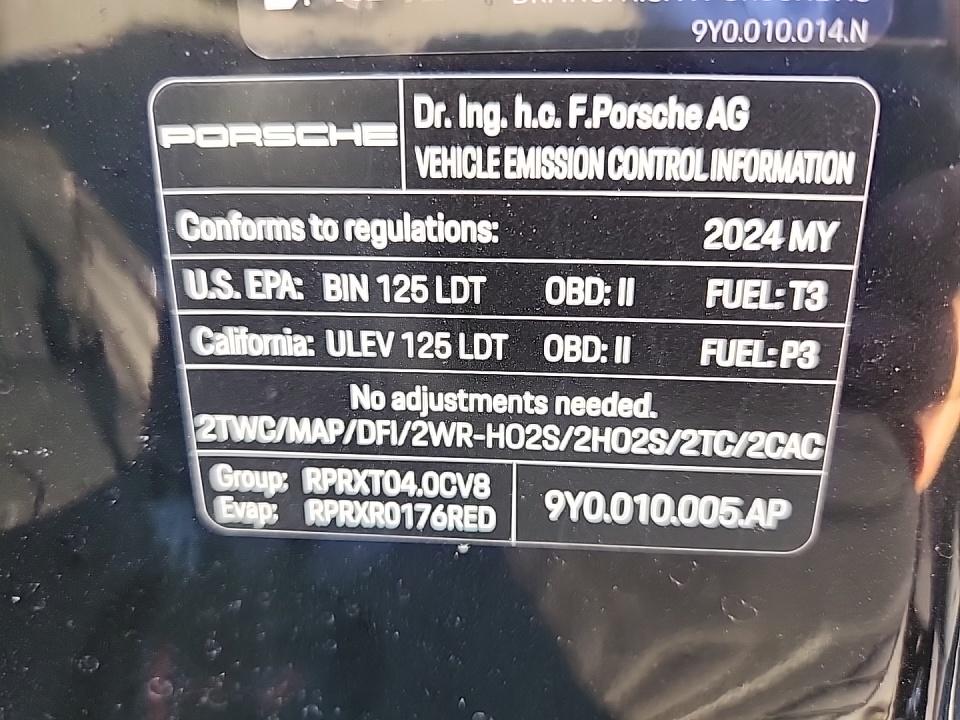 9Y0.010.014.N
PORSCHE
Dr. Ing. h.c. F.Porsche AG
VEHICLE EMISSION CONTROL INFORMATION
Conforms to regulations: 2024 MY
U.S. EPA: BIN 125 LDT OBD: II FUEL: T3
California: ULEV 125 LDT OBD: II FUEL: P3
No adjustments needed.
2TWC/MAP/DFI/2WR-HO2S/2HO2S/2TC/2CAC
Group: RPRXT04.0CV8
Evap: RPRXR0176RED
9Y0.010.005.AP